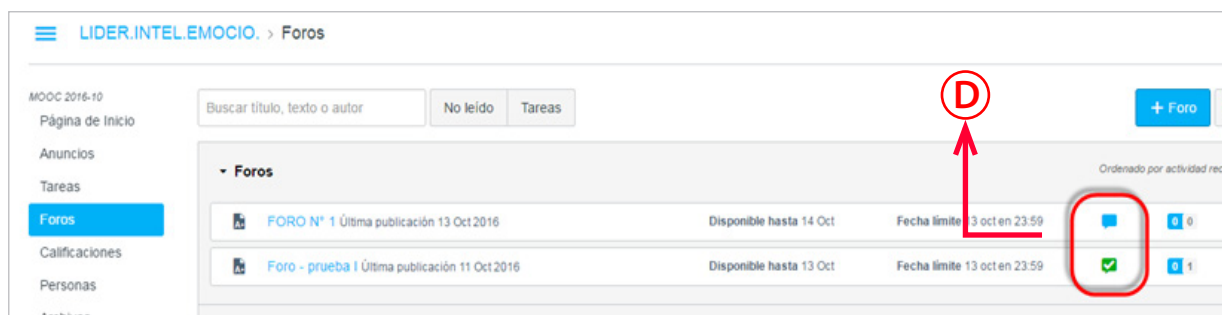 LIDER.INTEL.EMOCIO. > Foros
MOOC 2016-10
Página de Inicio
Anuncios
Tareas
Foros
Calificaciones
Personas
Buscar título, texto o autor
No leído
Tareas
D
+ Foro
Foros
Ordenado por actividad
FORO N° 1 Última publicación 13 Oct 2016
Disponible hasta 14 Oct
Fecha límite 13 oct en 23:59
0 0
Foro - prueba I Última publicación 11 Oct 2016
Disponible hasta 13 Oct
Fecha límite 13 oct en 23:59
0 1